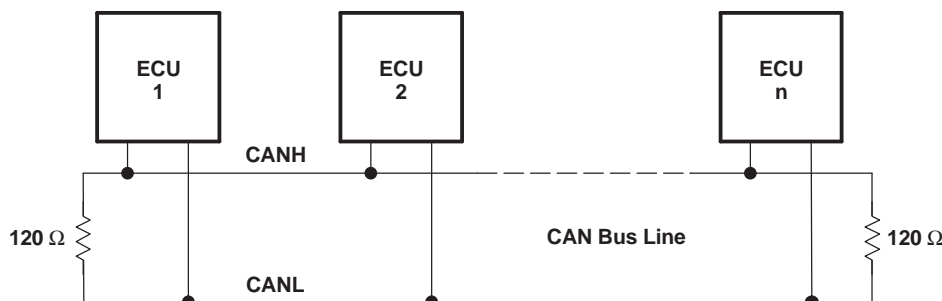 ECU
1
ECU
2
ECU
n
CANH
120 Ω
CAN Bus Line
120 Ω
CANL